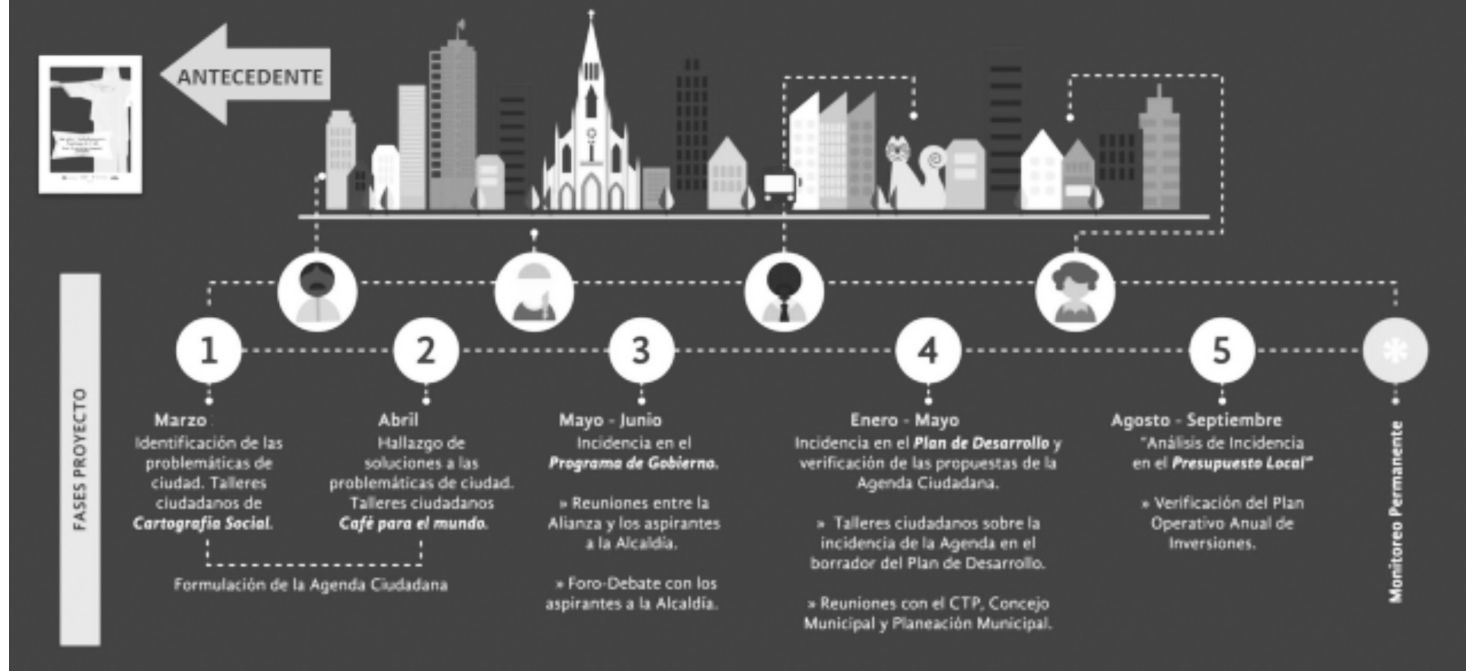 ANTECEDENTE
FASES PROYECTO
1
Marzo
Identificación de las
problemáticas de
ciudad. Talleres
ciudadanos de
Cartografía Social.
2
Abril
Hallazgo de
soluciones a las
problemáticas de ciudad.
Talleres ciudadanos
Café para el mundo.
Formulación de la Agenda Ciudadana
3
Mayo - Junio
Incidencia en el
Programa de Gobierno.
» Reuniones entre la
Alianza y los aspirantes
a la Alcaldía.
» Foro-Debate con los
aspirantes a la Alcaldía.
4
Enero - Mayo
Incidencia en el Plan de Desarrollo y
verificación de las propuestas de la
Agenda Ciudadana.
» Talleres ciudadanos sobre la
incidencia de la Agenda en el
borrador del Plan de Desarrollo.
» Reuniones con el CTP, Concejo
Municipal y Planeación Municipal.
5
Agosto - Septiembre
"Análisis de Incidencia
en el Presupuesto Local"
» Verificación del Plan
Operativo Anual de
Inversiones.
*
Monitoreo Permanente